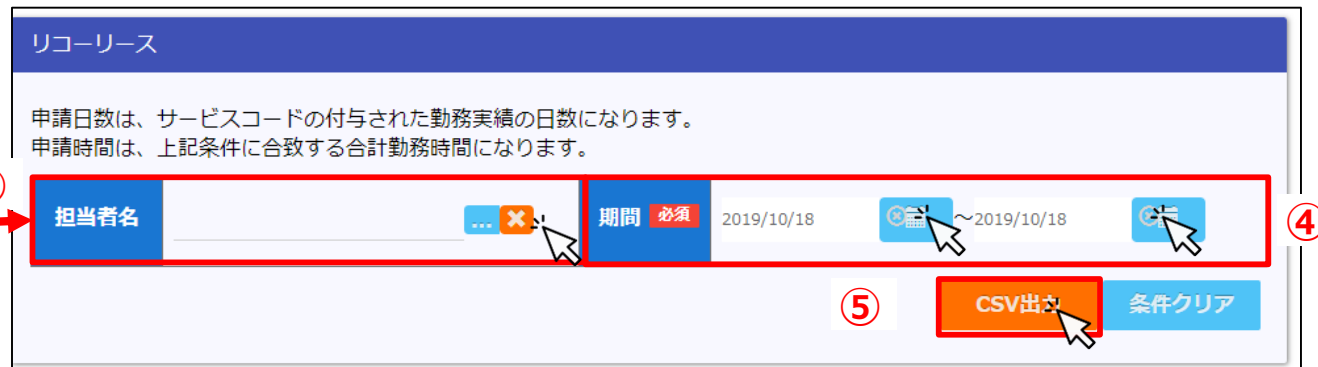 リコーリース
申請日数は、サービスコードの付与された勤務実績の日数になります。
申請時間は、上記条件に合致する合計勤務時間になります。
担当者名 ... 期間 必須 2019/10/18 ～2019/10/18 ④
⑤ CSV出力 条件クリア